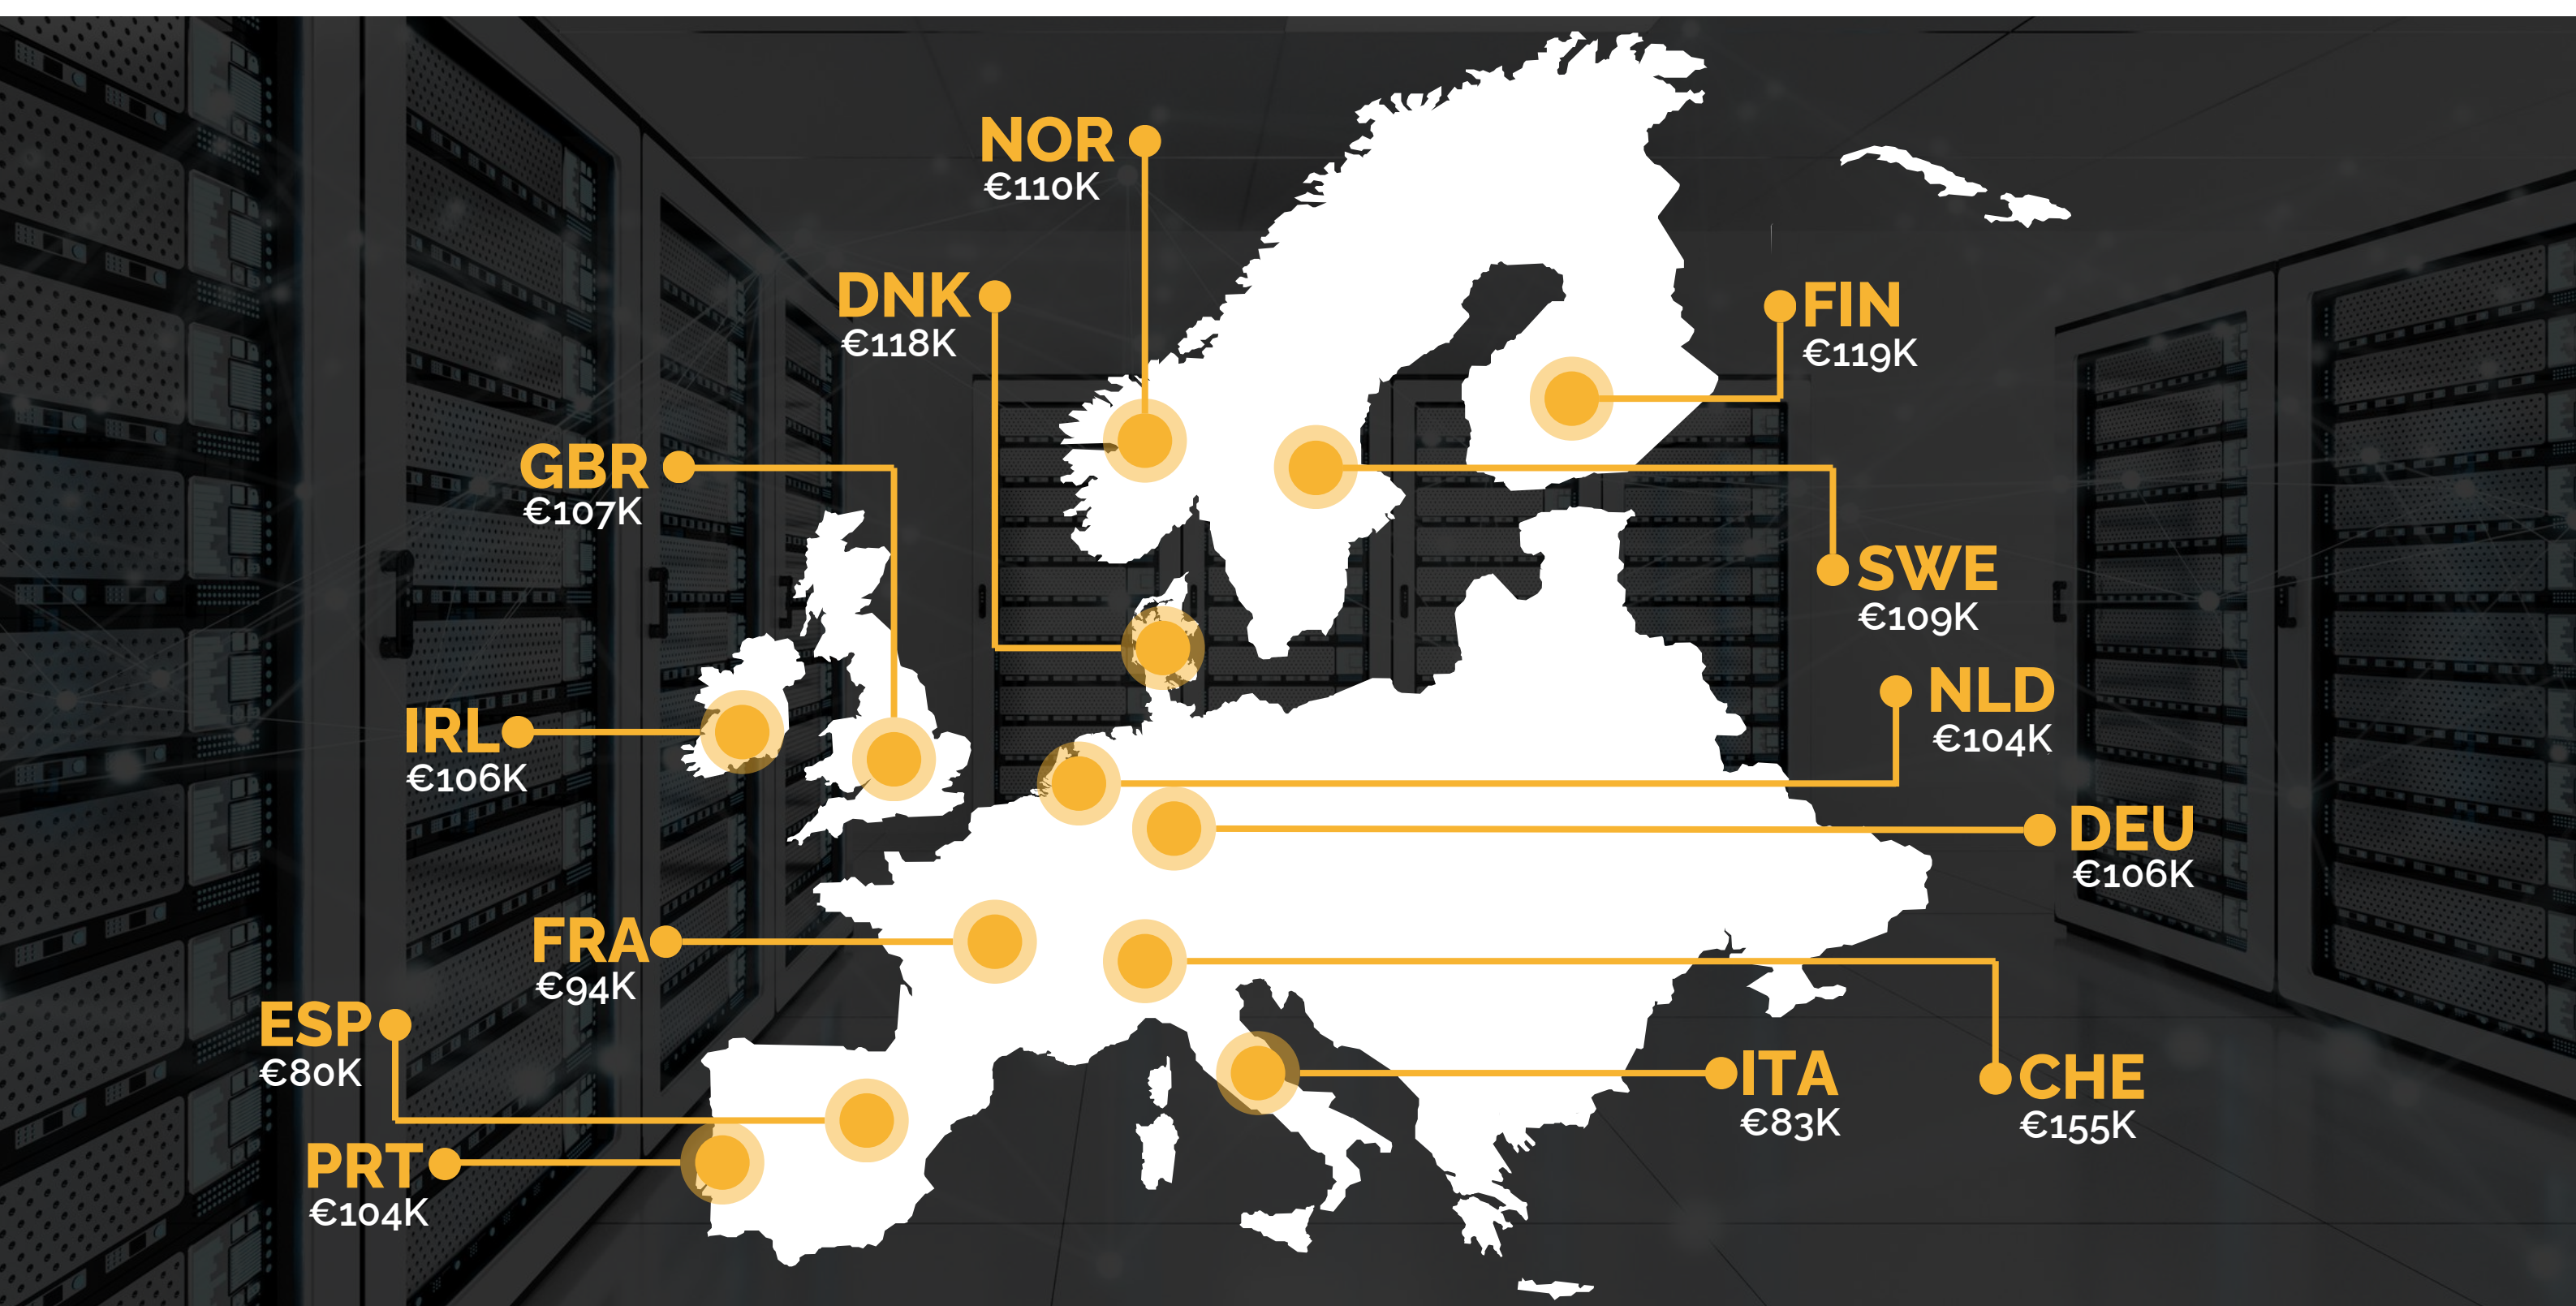 NOR
€110K
DNK
€118K
FIN
€119K
GBR
€107K
SWE
€109K
NLD
€104K
IRL
€106K
DEU
€106K
FRA
€94K
ESP
€80K
ITA
€83K
CHE
€155K
PRT
€104K